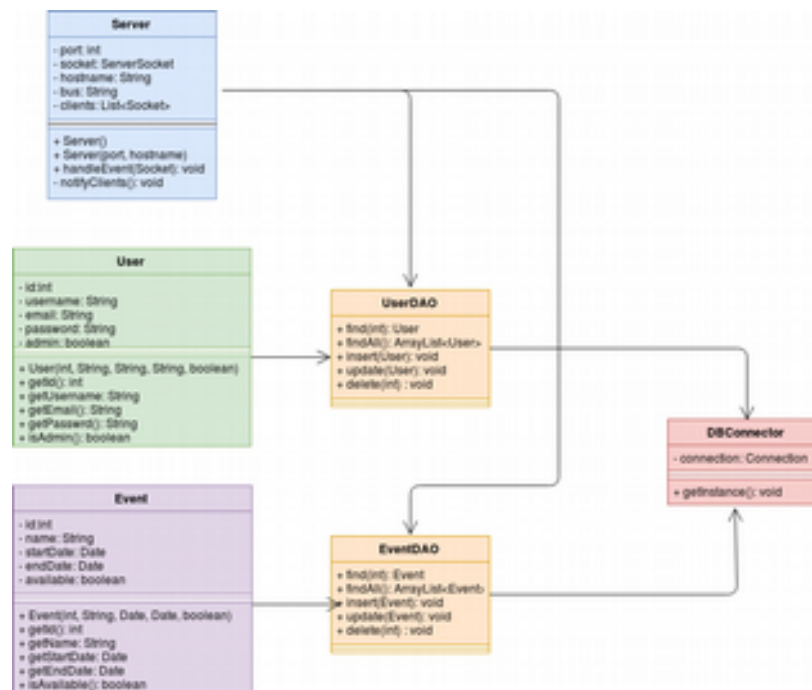 Server
- port: int
- socket: ServerSocket
- hostname: String
- bus: String
- clients: List<Socket>
+ Server()
+ Server(port, hostname)
+ handleEvent(Socket): void
- notifyClients(): void
User
- id:int
- username: String
- email: String
- password: String
- admin: boolean
+ User(int, String, String, String, boolean)
+ getId(): int
+ getUsername: String
+ getEmail(): String
+ getPasswrd(): String
+ isAdmin(): boolean
UserDAO
+ find(int): User
+ findAll(): ArrayList<User>
+ insert(User): void
+ update(User): void
+ delete(int) : void
DBConnector
- connection: Connection
+ getInstance(): void
Event
- id:int
- name: String
- startDate: Date
- endDate: Date
- available: boolean
+ Event(int, String, Date, Date, boolean)
+ getId(): int
+ getName: String
+ getStartDate: Date
+ getEndDate: Date
+ isAvailable(): boolean
EventDAO
+ find(int): Event
+ findAll(): ArrayList<Event>
+ insert(Event): void
+ update(Event): void
+ delete(int) : void